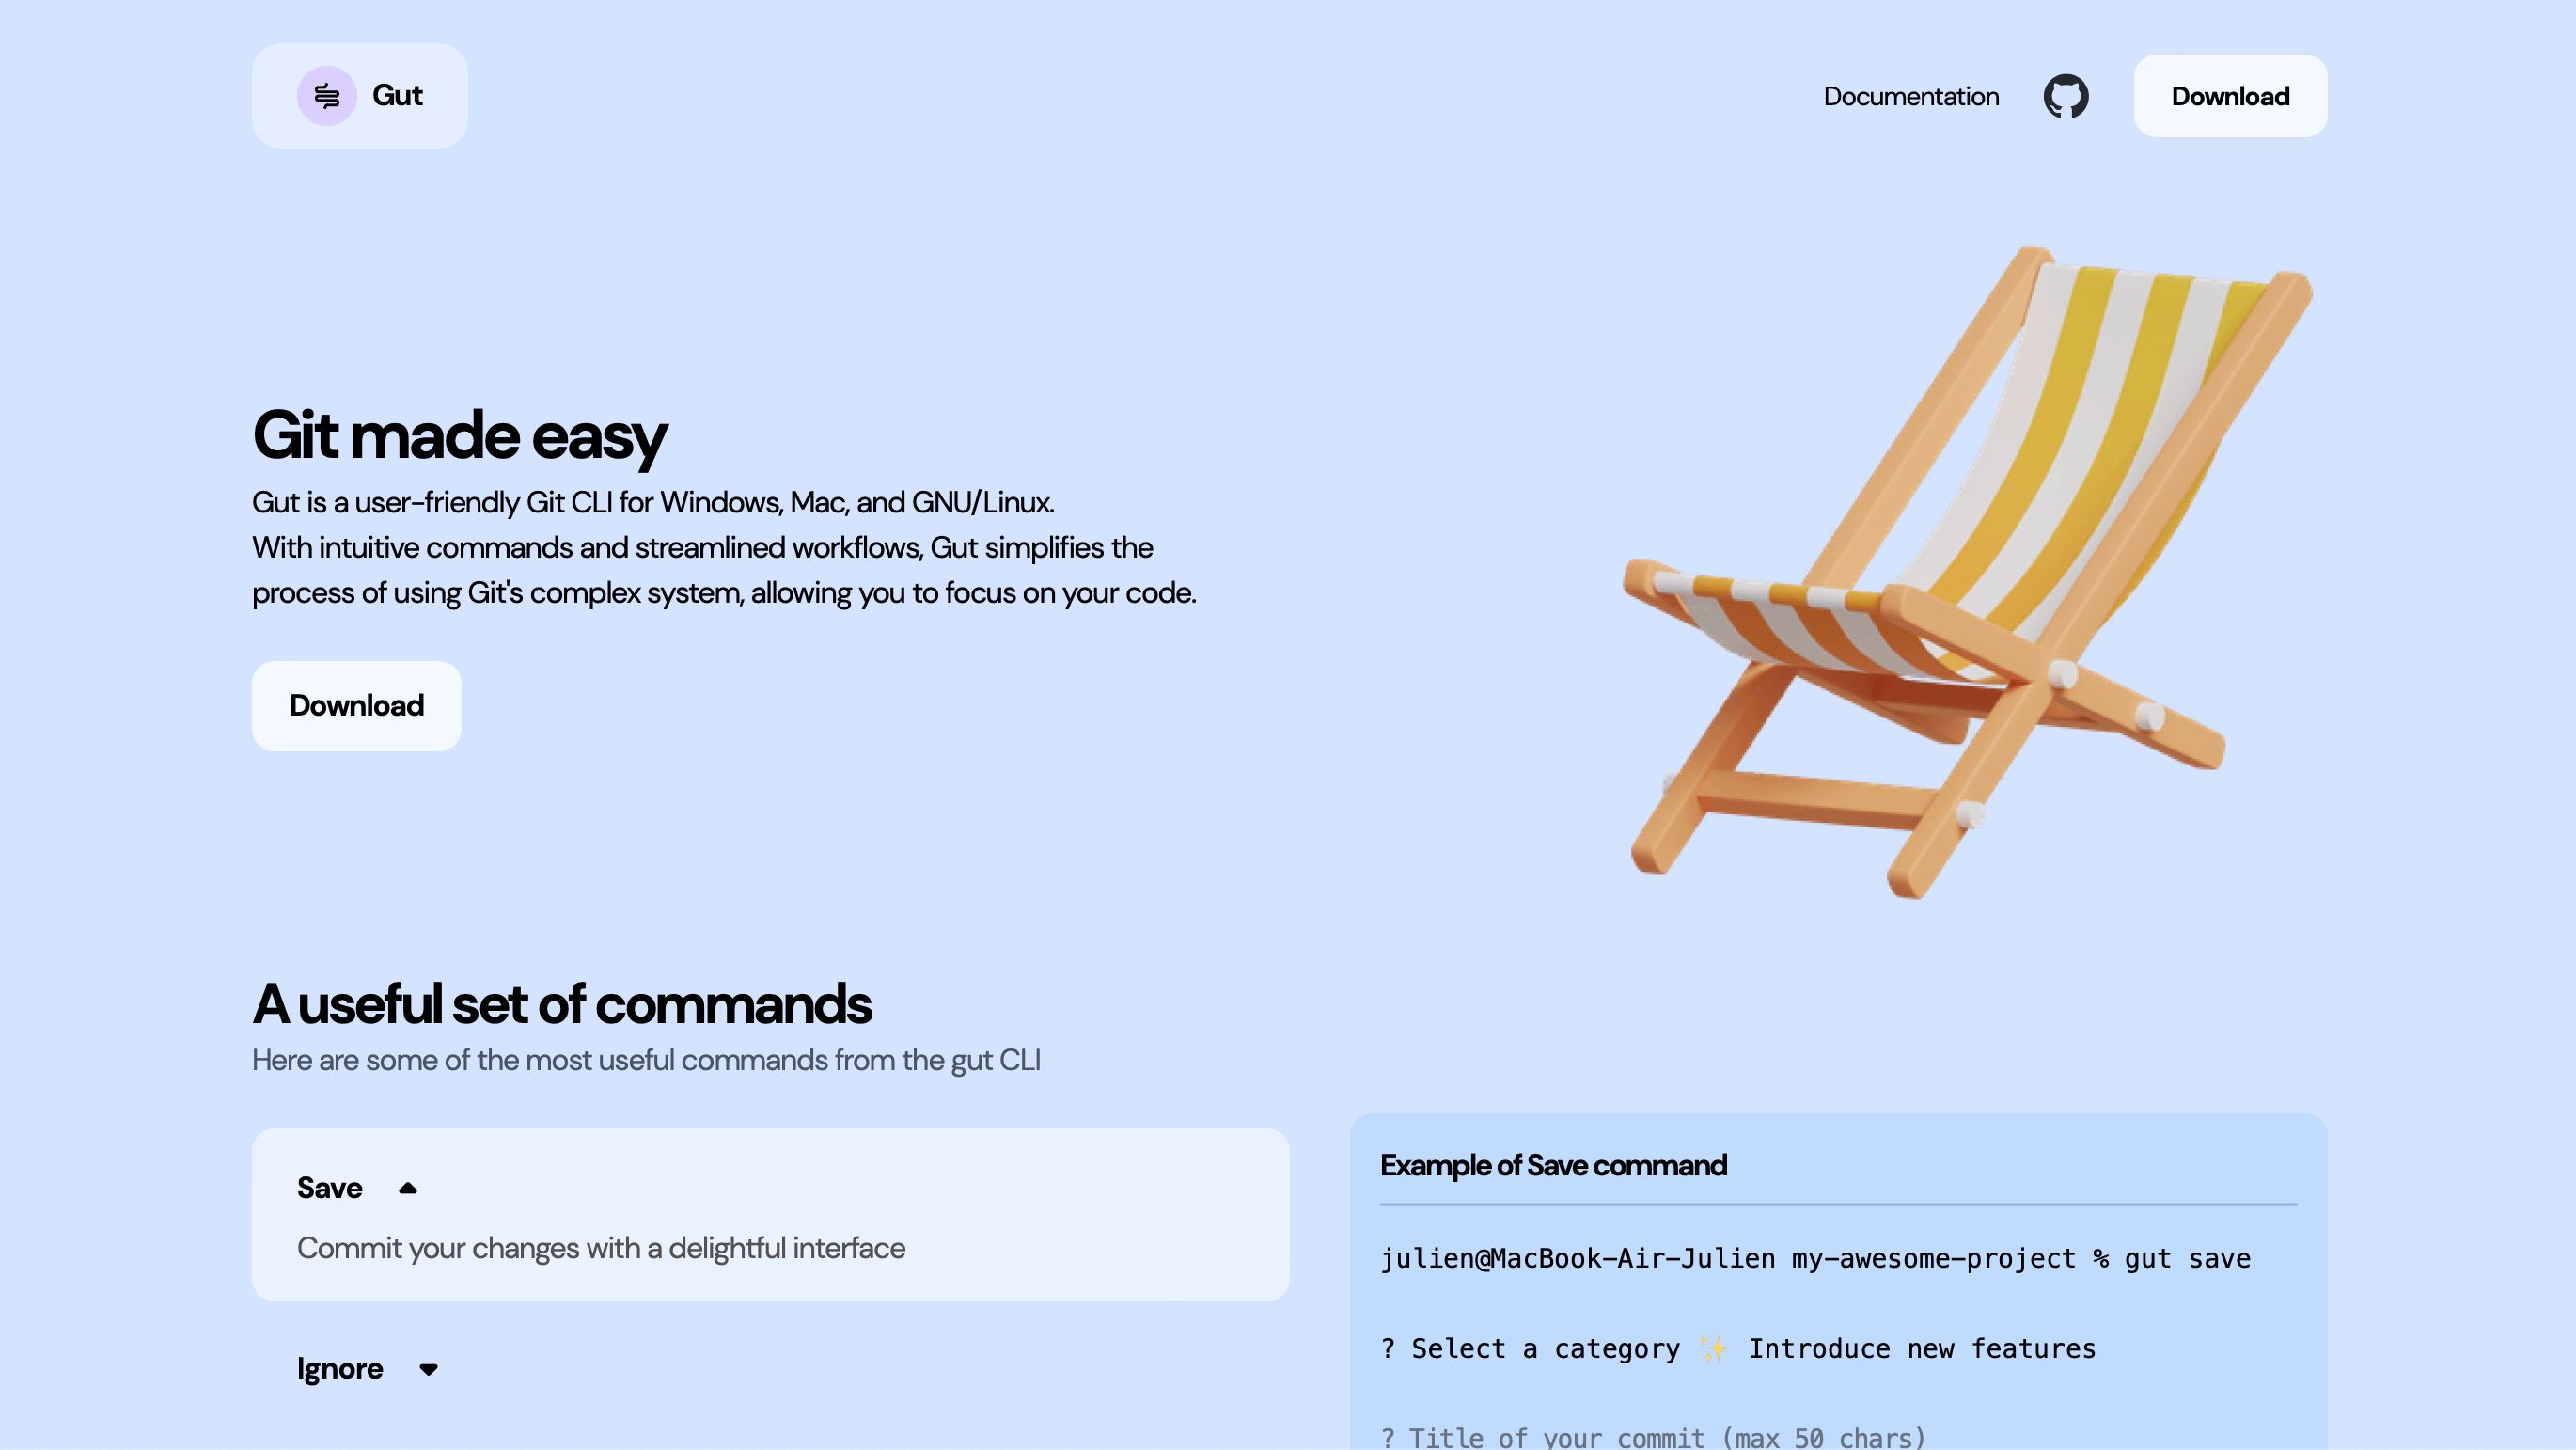 Gut
Documentation
Download
Git made easy
Gut is a user-friendly Git CLI for Windows, Mac, and GNU/Linux.
With intuitive commands and streamlined workflows, Gut simplifies the
process of using Git's complex system, allowing you to focus on your code.
Download
A useful set of commands
Here are some of the most useful commands from the gut CLI
Save
Commit your changes with a delightful interface
Ignore
Example of Save command
julien@MacBook-Air-Julien my-awesome-project % gut save
? Select a category ✨ Introduce new features
? Title of your commit (max 50 chars)